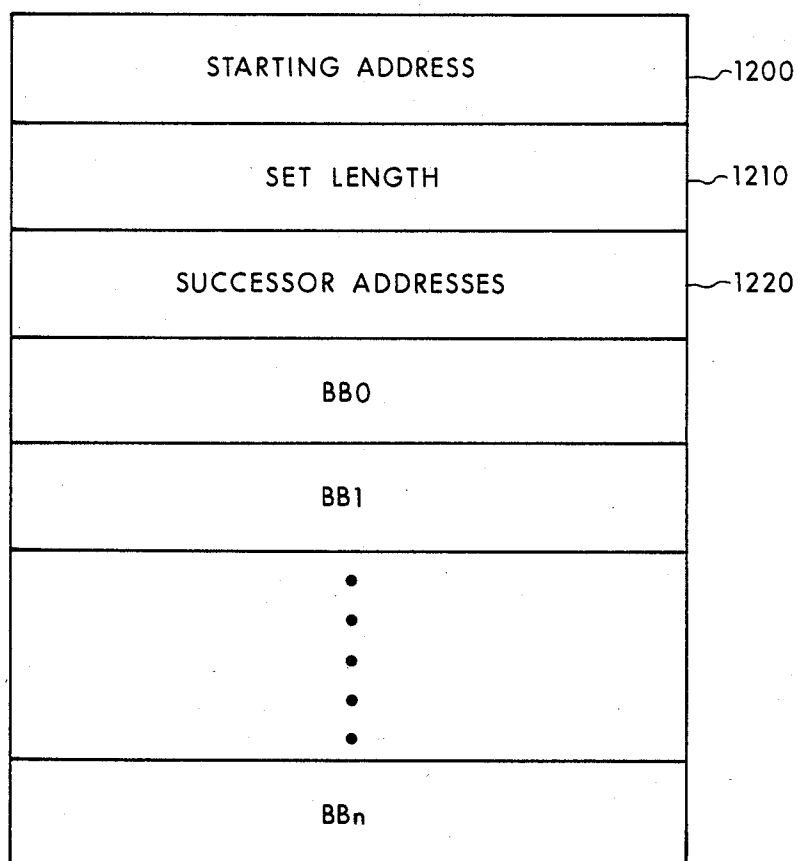 STARTING ADDRESS
1200
SET LENGTH
1210
SUCCESSOR ADDRESSES
1220
BB0
BB1
BBn